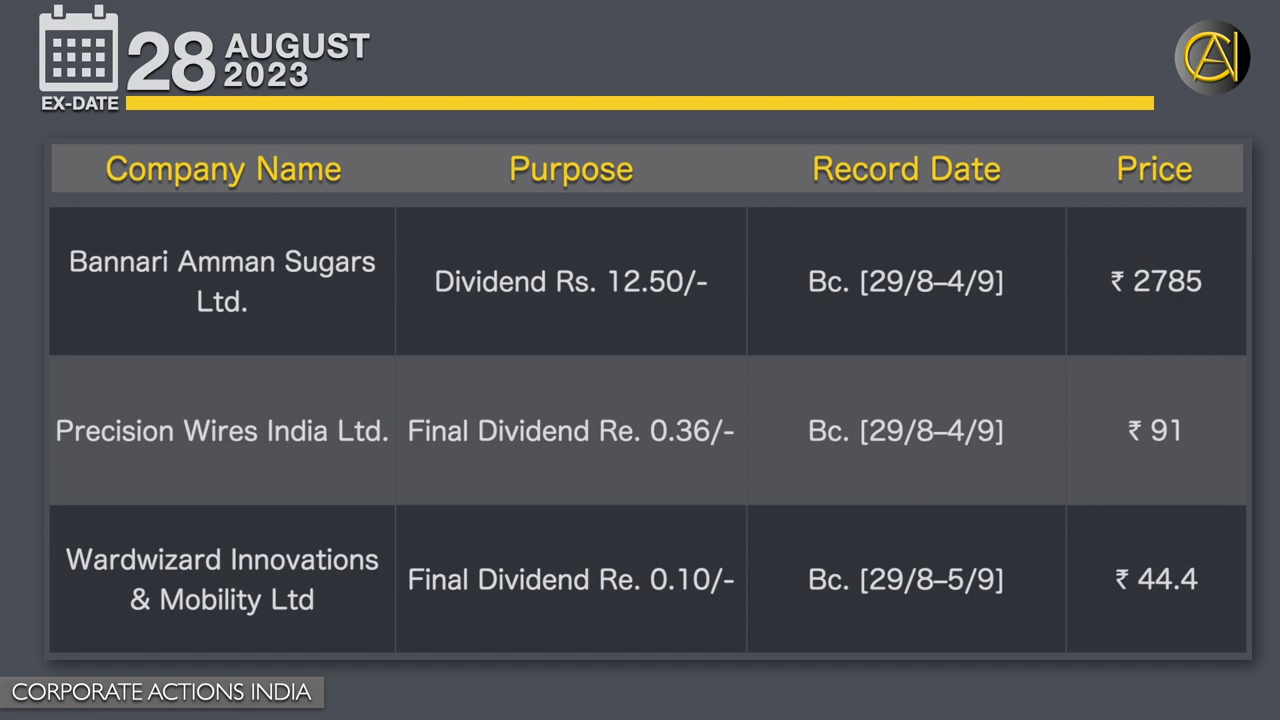 28 AUGUST
2023
EX-DATE
CAI
Company Name Purpose Record Date Price
Bannari Amman Sugars
Ltd. Dividend Rs. 12.50/- Bc. [29/8–4/9] ₹ 2785
Precision Wires India Ltd. Final Dividend Re. 0.36/- Bc. [29/8–4/9] ₹ 91
Wardwizard Innovations
& Mobility Ltd Final Dividend Re. 0.10/- Bc. [29/8–5/9] ₹ 44.4
CORPORATE ACTIONS INDIA